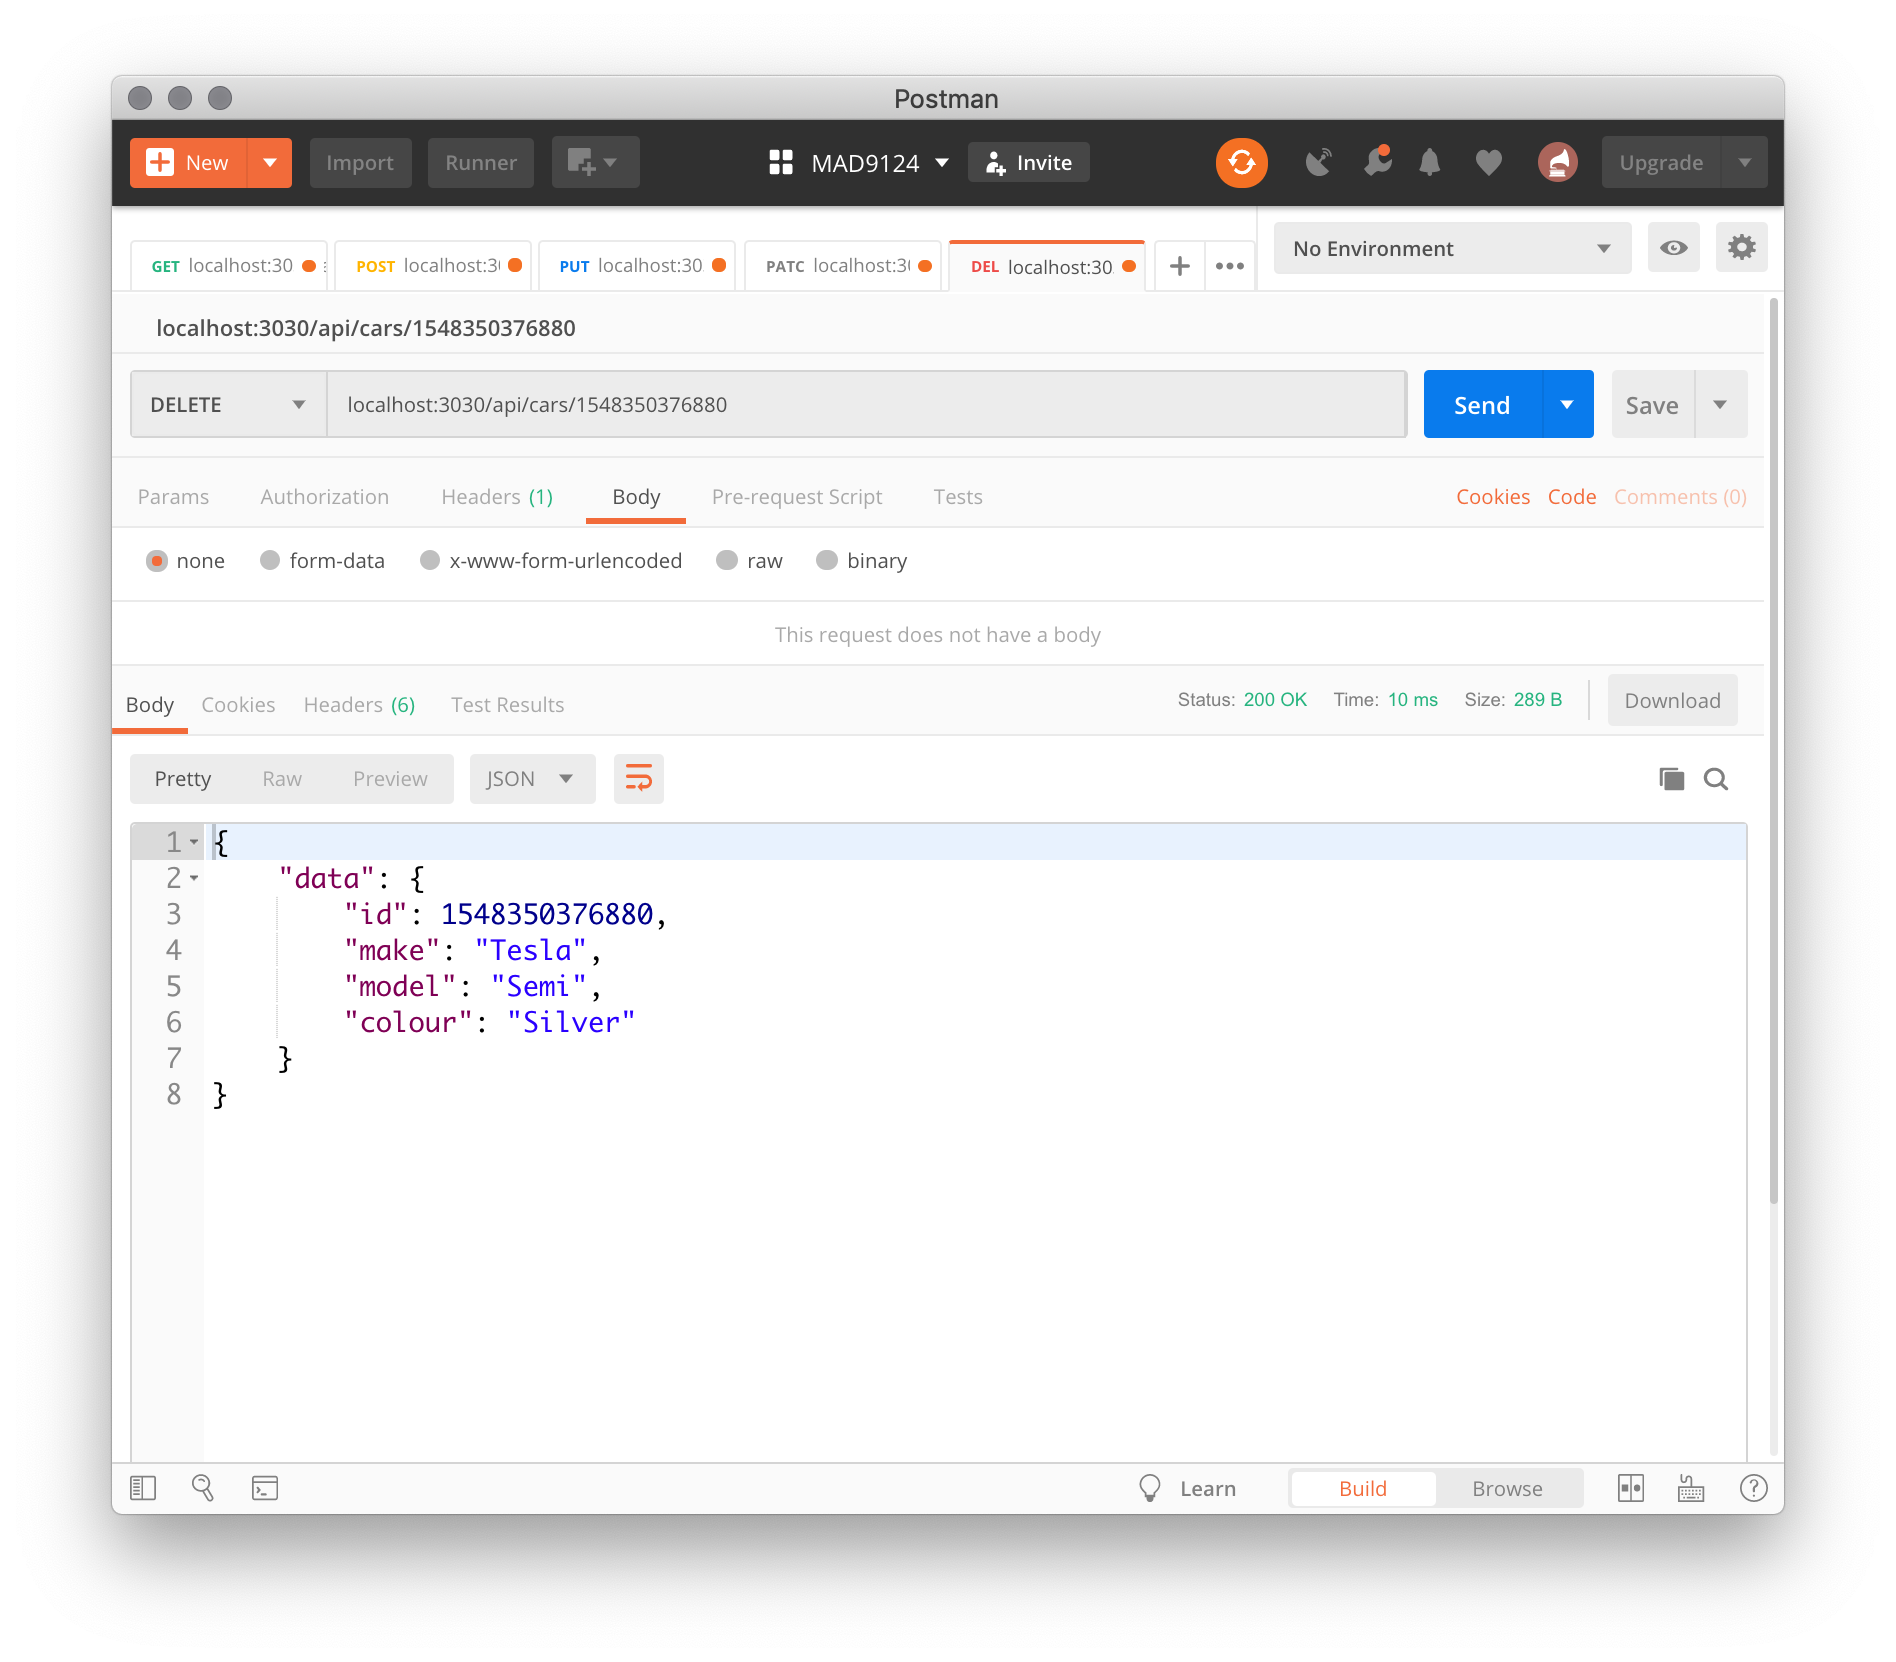 Postman
New Import Runner MAD9124 Invite Upgrade
GET localhost:30 POST localhost:3 PUT localhost:30. PATC localhost:3 DEL localhost:30. + ••• No Environment
localhost:3030/api/cars/1548350376880
DELETE localhost:3030/api/cars/1548350376880 Send Save
Params Authorization Headers (1) Body Pre-request Script Tests Cookies Code Comments (0)
none form-data x-www-form-urlencoded raw binary
This request does not have a body
Body Cookies Headers (6) Test Results Status: 200 OK Time: 10 ms Size: 289 B Download
Pretty Raw Preview JSON
1 {
2 "data": {
3 "id": 1548350376880,
4 "make": "Tesla",
5 "model": "Semi",
6 "colour": "Silver"
7 }
8 }
Learn Build Browse ?